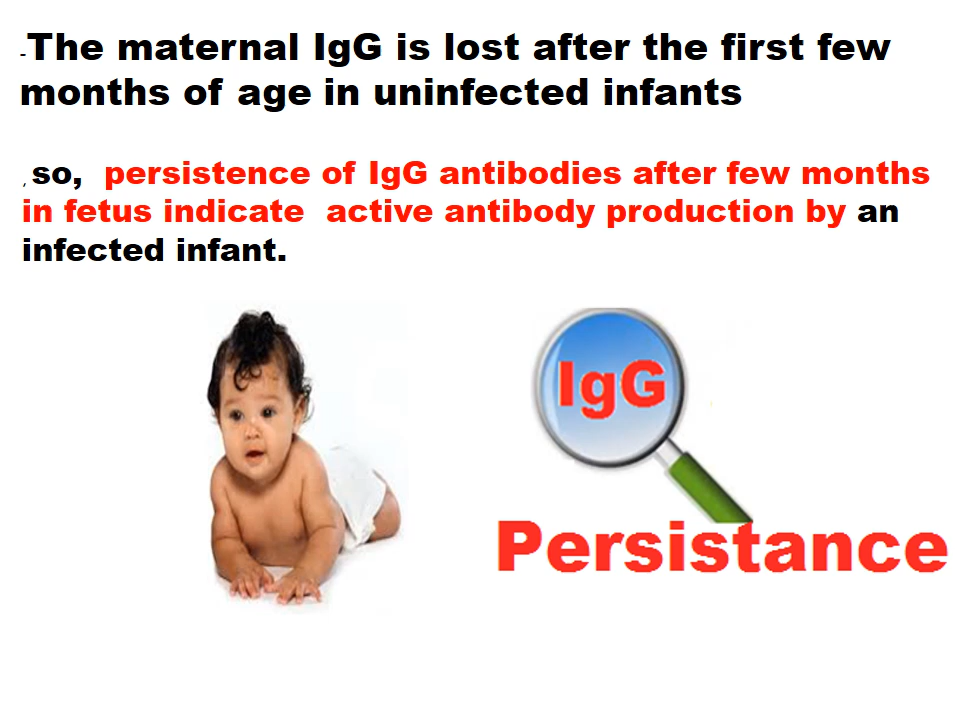 -The maternal IgG is lost after the first few
months of age in uninfected infants
, so, persistence of IgG antibodies after few months
in fetus indicate active antibody production by an
infected infant.
IgG
Persistance